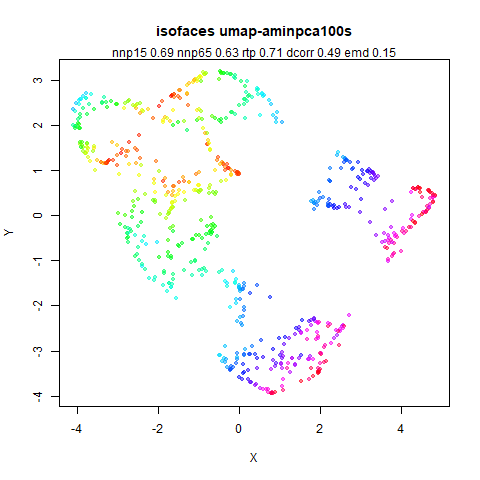 isofaces umap-aminpca100s
nnp15 0.69 nnp65 0.63 rtp 0.71 dcorr 0.49 emd 0.15
3
2
1
0
-1
-2
-3
-4
Y
-4 -2 0 2 4
X